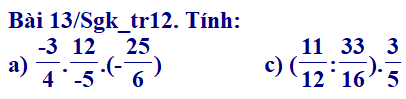 Bài 13/Sgk_tr12. Tính:
a) -3/4 . 12/-5 .(-25/6) c) (11/12 : 33/16). 3/5